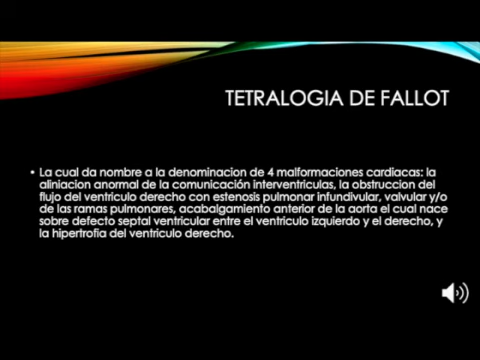 TETRALOGIA DE FALLOT
• La cual da nombre a la denominacion de 4 malformaciones cardiacas: la
aliniacion anormal de la comunicación interventriculas, la obstruccion del
flujo del ventriculo derecho con estenosis pulmonar infundivular, valvular y/o
de las ramas pulmonares, acabalgamiento anterior de la aorta el cual nace
sobre defecto septal ventricular entre el ventriculo izquierdo y el derecho, y
la hipertrofia del ventriculo derecho.